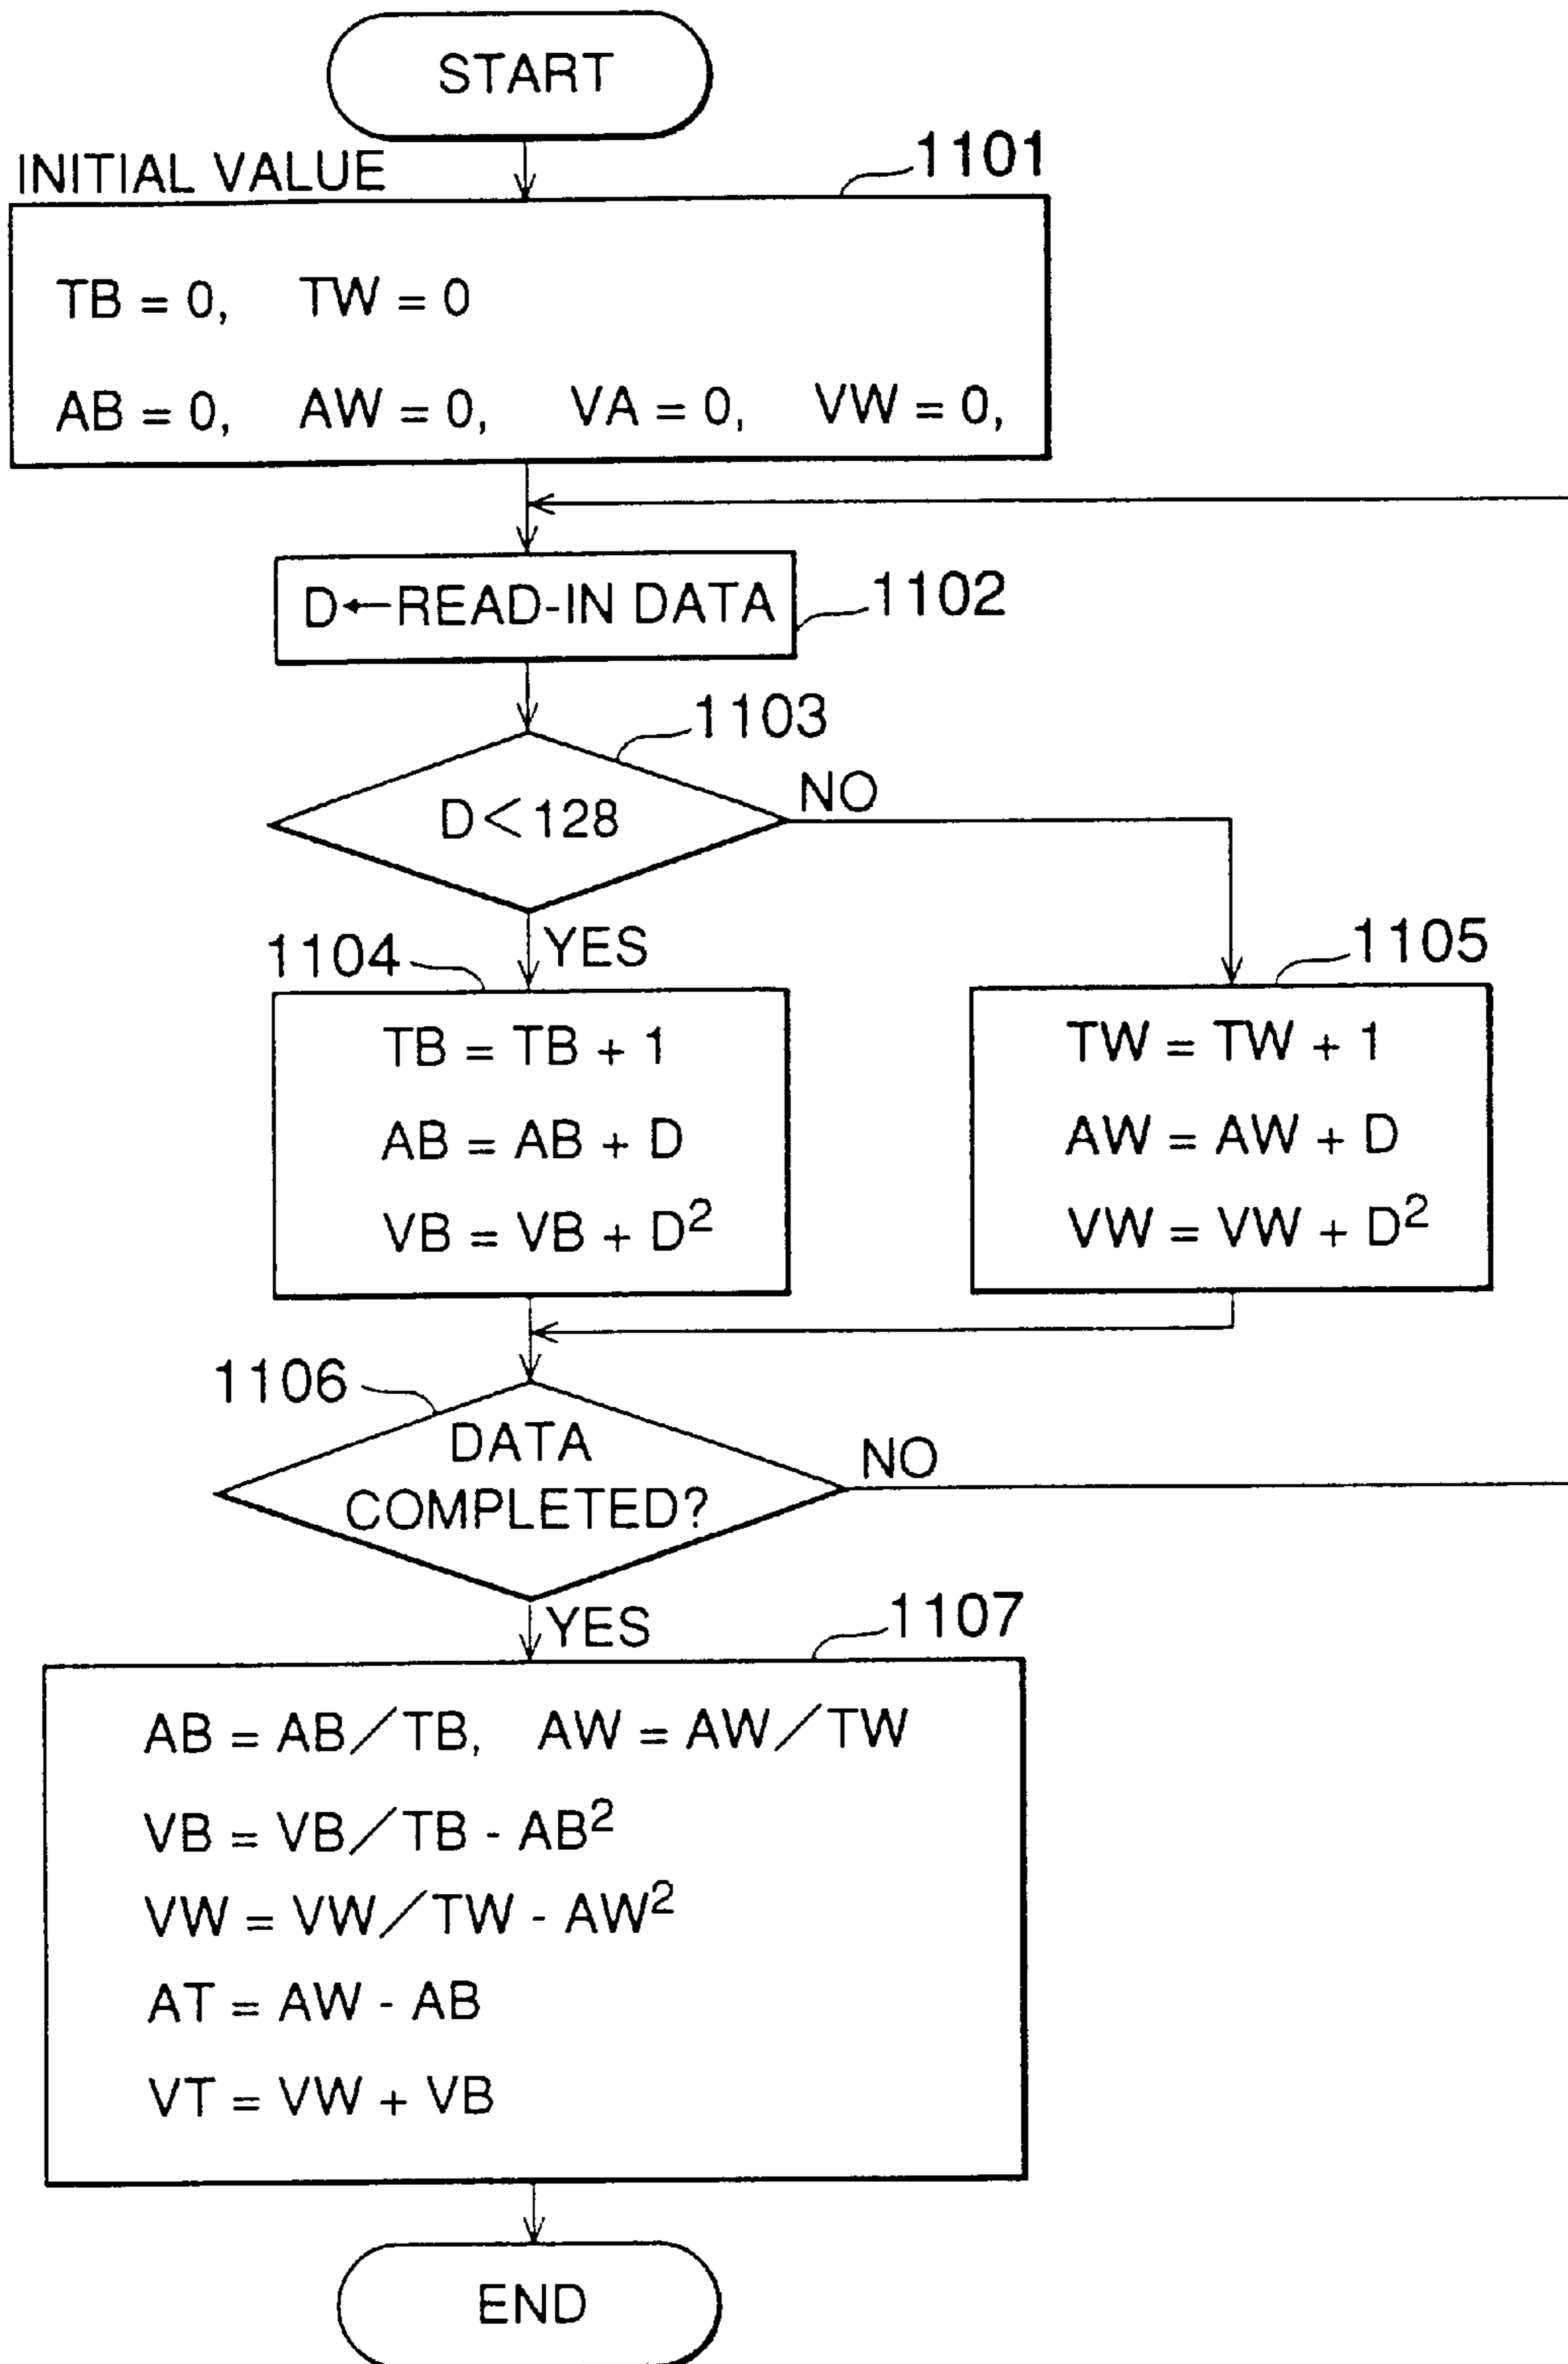 START
INITIAL VALUE
1101
TB = 0, TW = 0
AB = 0, AW = 0, VA = 0, VW = 0,
D←READ-IN DATA
1102
1103
D<128
NO
YES
1104
TB = TB + 1
AB = AB + D
VB = VB + D²
1105
TW = TW + 1
AW = AW + D
VW = VW + D²
1106
DATA
COMPLETED?
NO
YES
1107
AB = AB/TB, AW = AW/TW
VB = VB/TB - AB²
VW = VW/TW - AW²
AT = AW - AB
VT = VW + VB
END